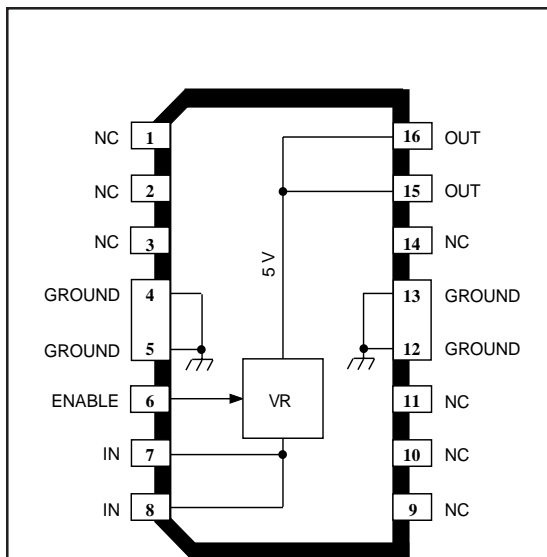 NC 1 16 OUT
NC 2 15 OUT
NC 3 14 NC
5 V
GROUND 4 13 GROUND
GROUND 5 12 GROUND
ENABLE 6 VR 11 NC
IN 7 10 NC
IN 8 9 NC